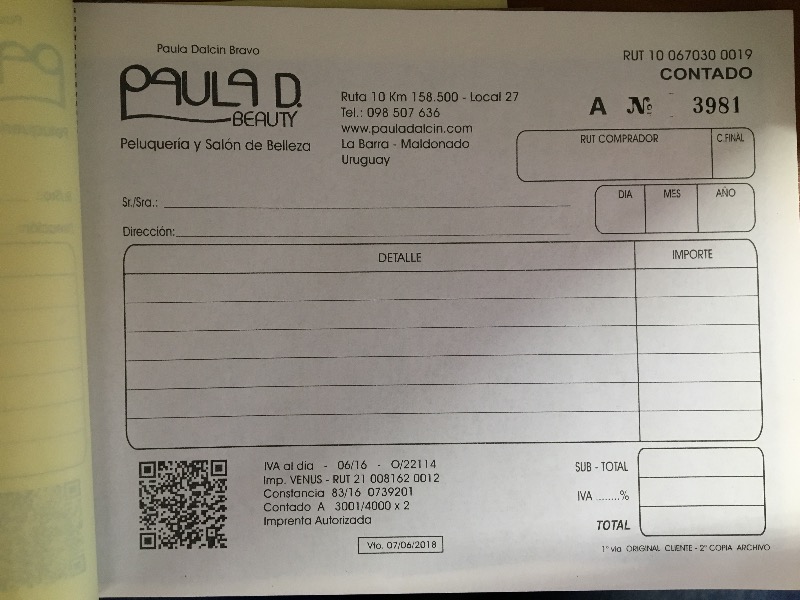 Paula Dalcin Bravo
PAULA D.
BEAUTY
Peluquería y Salón de Belleza
Ruta 10 Km 158.500 - Local 27
Tel.: 098 507 636
www.pauladalcin.com
La Barra - Maldonado
Uruguay
RUT 10 067030 0019
CONTADO
A Nº 3981
RUT COMPRADOR
C.FINAL
Sr./Sra.:
DIA MES AÑO
Dirección:
DETALLE IMPORTE
IVA al día - 06/16 - O/22114
Imp. VENUS - RUT 21 008162 0012
Constancia 83/16 0739201
Contado A 3001/4000 x 2
Imprenta Autorizada
Vto. 07/06/2018
SUB - TOTAL
IVA ........%
TOTAL
1º vía ORIGINAL CLIENTE - 2º COPIA ARCHIVO